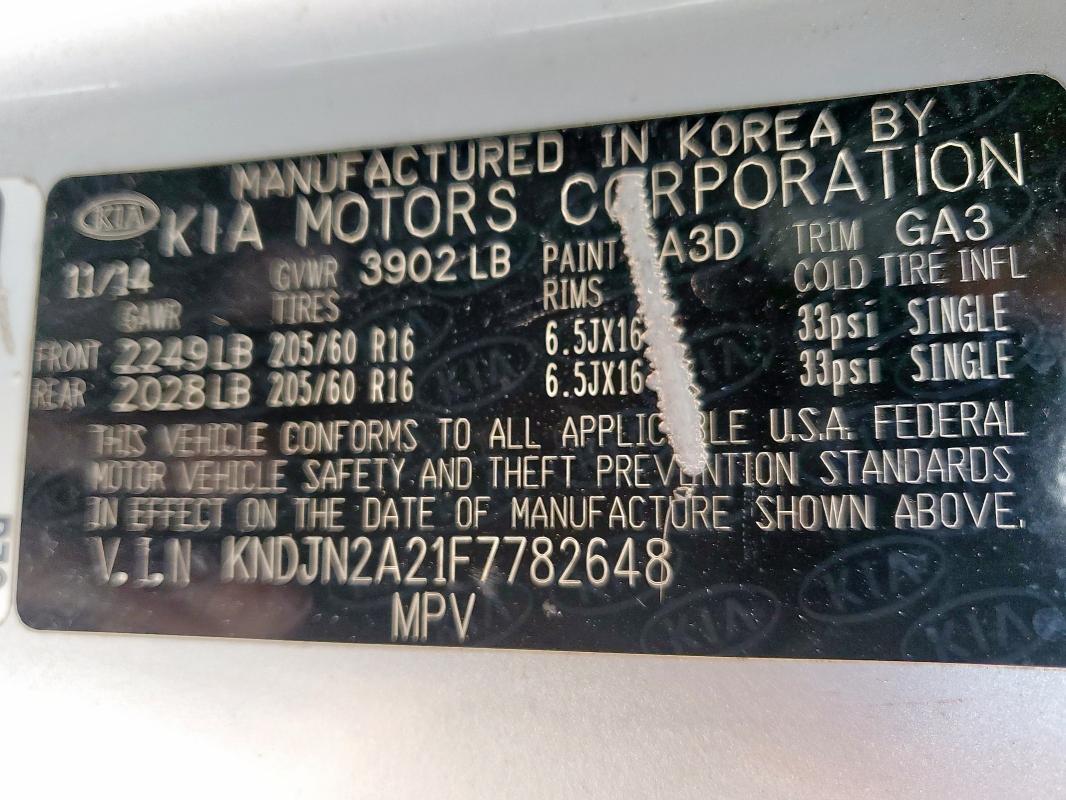 MANUFACTURED IN KOREA BY
KIA KIA MOTORS CORPORATION
11/14 GVWR 3902 LB PAINT A3D TRIM GA3
GAWR TIRES RIMS COLD TIRE INFL
FRONT 2249LB 205/60 R16 6.5JX16 33psi SINGLE
REAR 2028LB 205/60 R16 6.5JX16 33psi SINGLE
THIS VEHICLE CONFORMS TO ALL APPLICABLE U.S.A. FEDERAL
MOTOR VEHICLE SAFETY AND THEFT PREVENTION STANDARDS
IN EFFECT ON THE DATE OF MANUFACTURE SHOWN ABOVE.
V.I.N KNDJN2A21F7782648
MPV